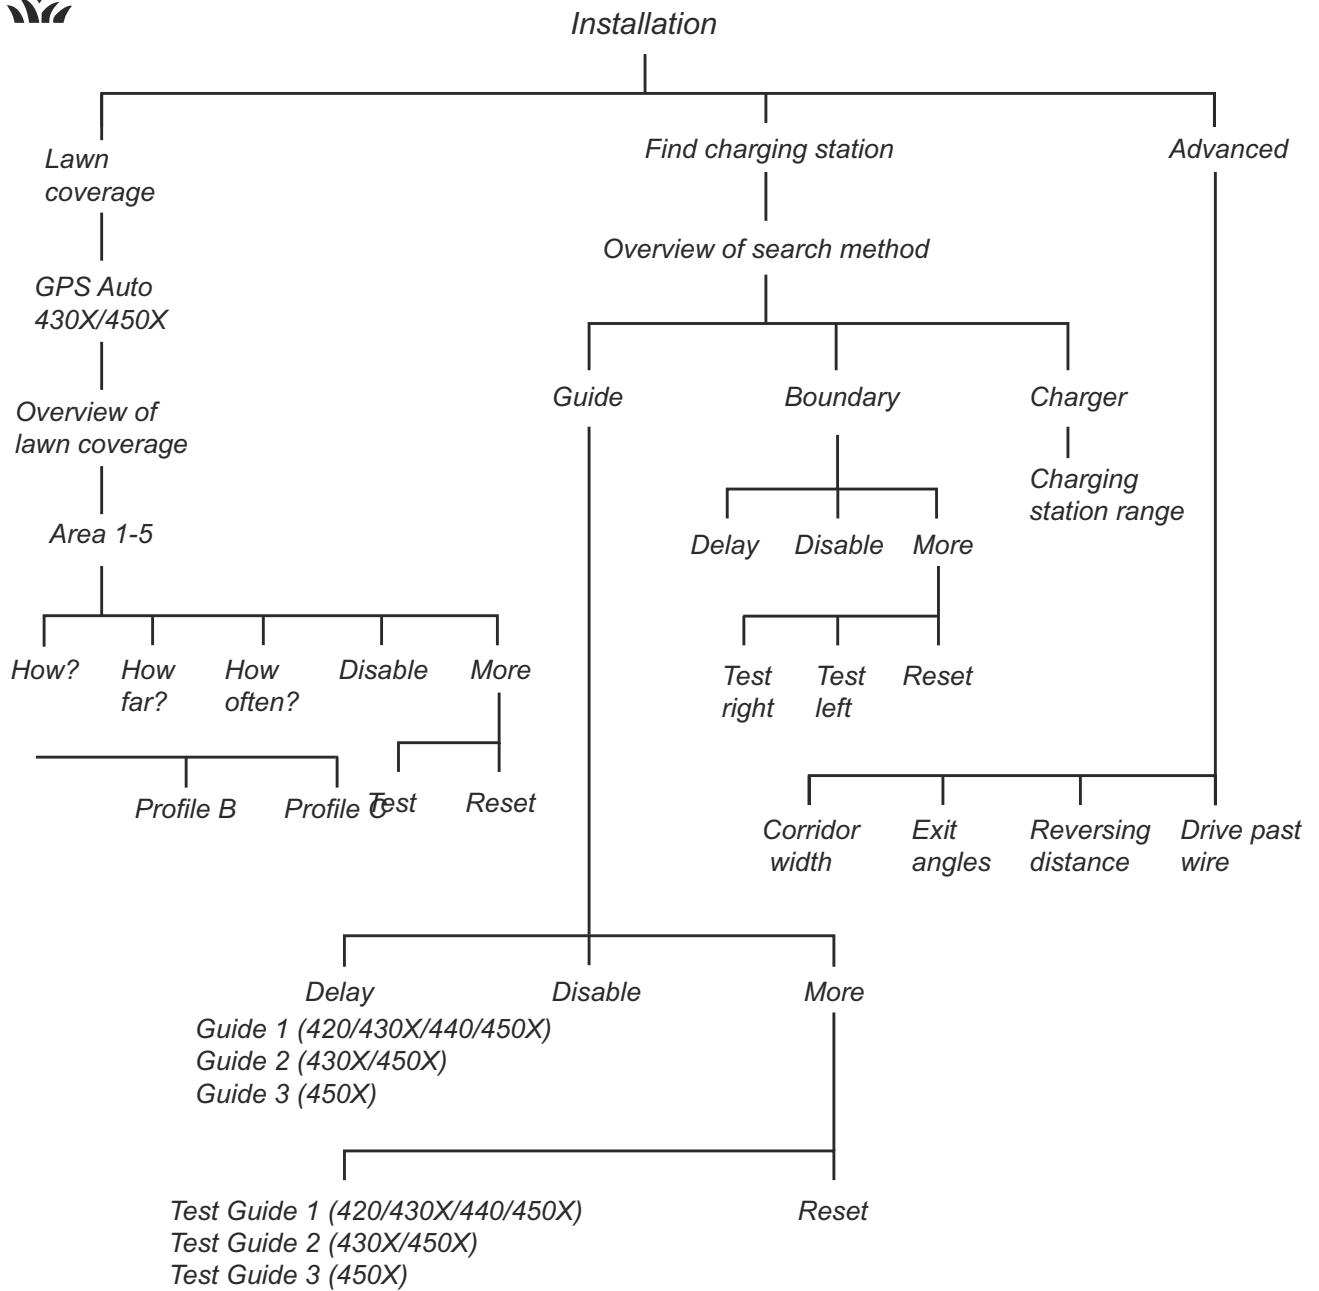 Installation
Lawn
coverage
Find charging station
Advanced
GPS Auto
430X/450X
Overview of search method
Overview of
lawn coverage
Guide
Boundary
Charger
Charging
station range
Area 1-5
Delay
Disable
More
How?
How
far?
How
often?
Disable
More
Test
right
Test
left
Reset
Profile B
Profile C
Test
Reset
Corridor
width
Exit
angles
Reversing
distance
Drive past
wire
Delay
Disable
More
Guide 1 (420/430X/440/450X)
Guide 2 (430X/450X)
Guide 3 (450X)
Test Guide 1 (420/430X/440/450X)
Test Guide 2 (430X/450X)
Test Guide 3 (450X)
Reset